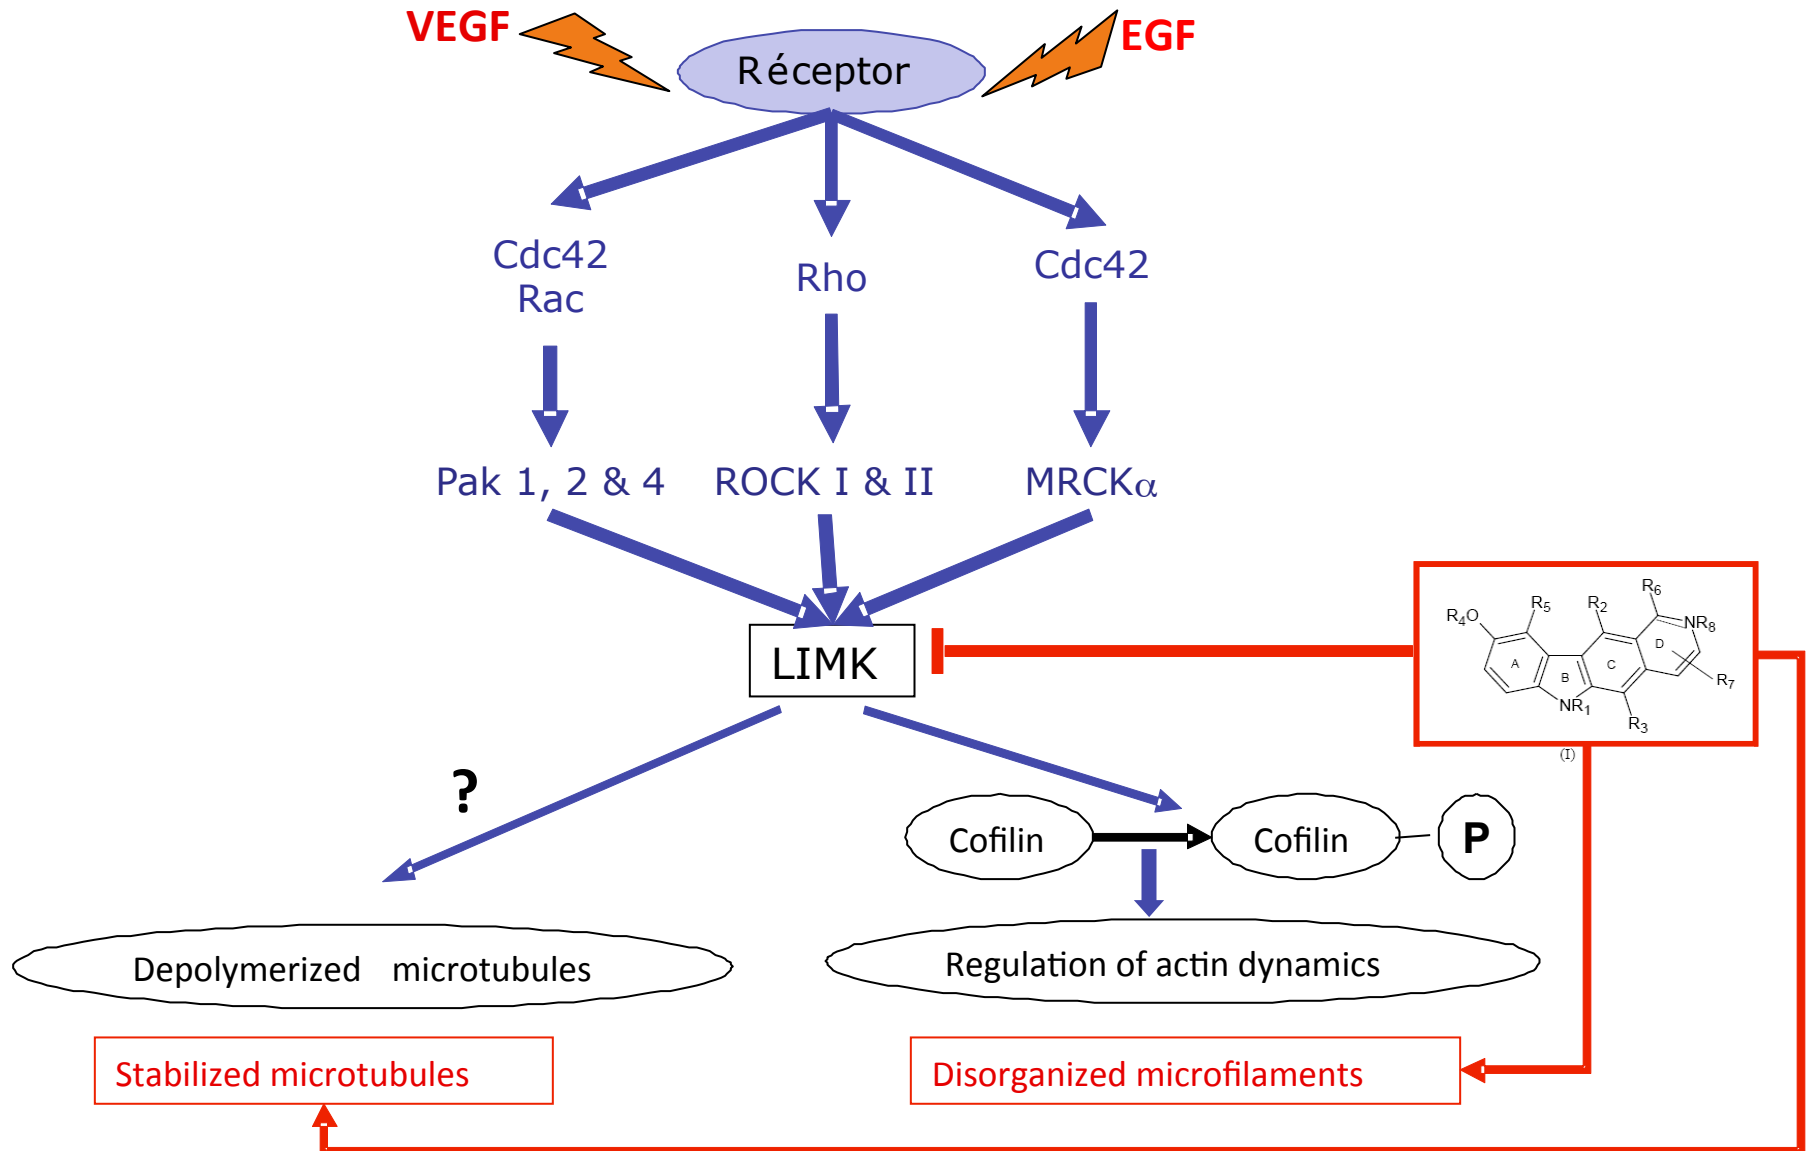 VEGF
EGF
Réceptor
Cdc42
Rac
Rho
Cdc42
Pak 1, 2 & 4
ROCK I & II
MRCKα
LIMK
R4O
R5
R2
R6
NR8
A
B
C
D
R7
NR1
R3
(I)
?
Cofilin
Cofilin
P
Depolymerized microtubules
Regulation of actin dynamics
Stabilized microtubules
Disorganized microfilaments